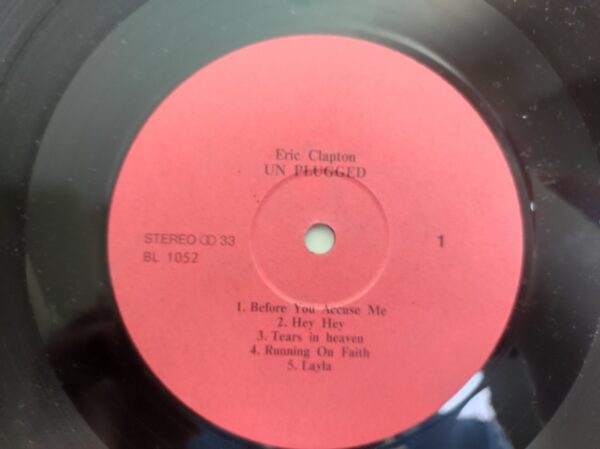 Eric Clapton
UN PLUGGED
STEREO 33
BL 1052
1
1. Before You Accuse Me
2. Hey Hey
3. Tears in heaven
4. Running On Faith
5. Layla